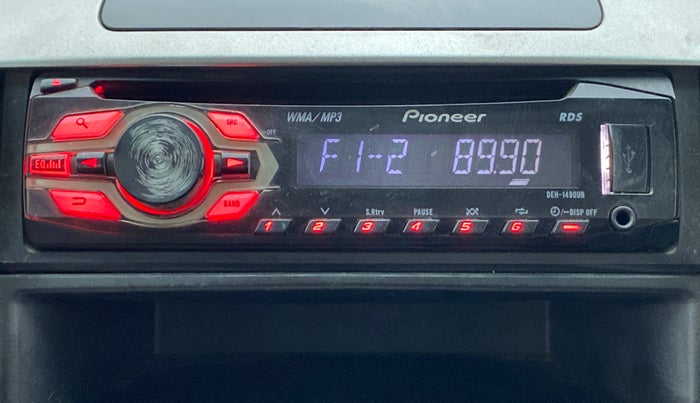 WMA/MP3 Pioneer RDS
SRC
OFF
F1-2 89.90
EQ
DEH-1490UB
BAND
S.Rtrv PAUSE /–DISP OFF
1 2 3 4 5 6